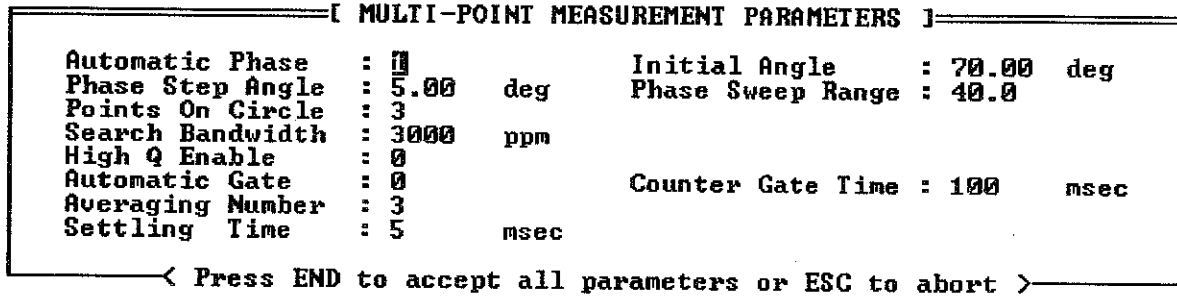 [ MULTI-POINT MEASUREMENT PARAMETERS ]
Automatic Phase : Initial Angle : 70.00 deg
Phase Step Angle : 5.00 deg Phase Sweep Range : 40.0
Points On Circle : 3
Search Bandwidth : 3000 ppm
High Q Enable : 0
Automatic Gate : 0 Counter Gate Time : 100 msec
Averaging Number : 3
Settling Time : 5 msec
< Press END to accept all parameters or ESC to abort >